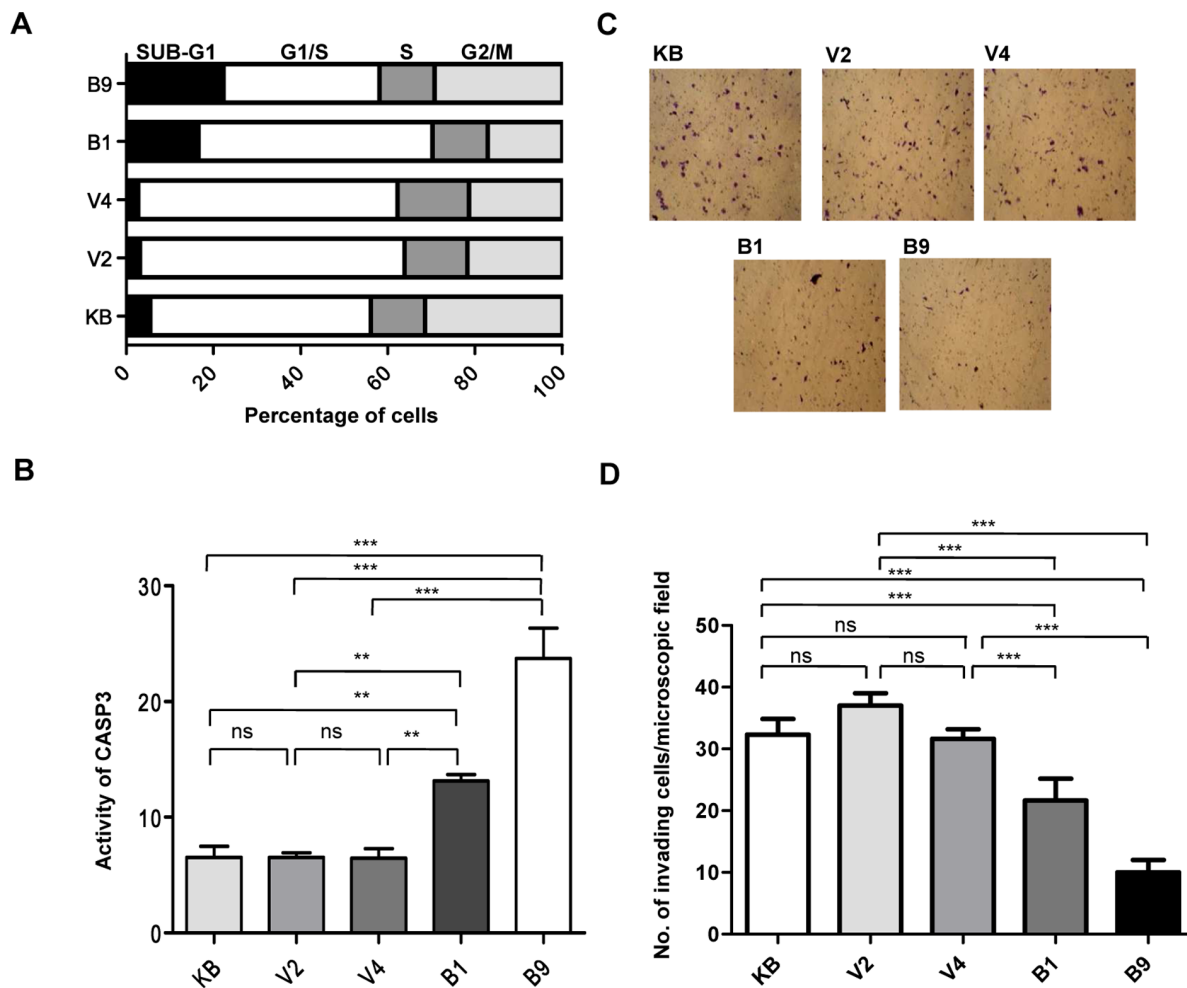 A
SUB-G1 G1/S S G2/M
B9
B1
V4
V2
KB
0 20 40 60 80 100
Percentage of cells
C
KB V2 V4
B1 B9
B
***
***
***
**
**
ns ns **
Activity of CASP3
30
20
10
0
KB V2 V4 B1 B9
D
***
***
***
***
ns ***
ns ns ***
No. of invading cells/microscopic field
50
40
30
20
10
0
KB V2 V4 B1 B9